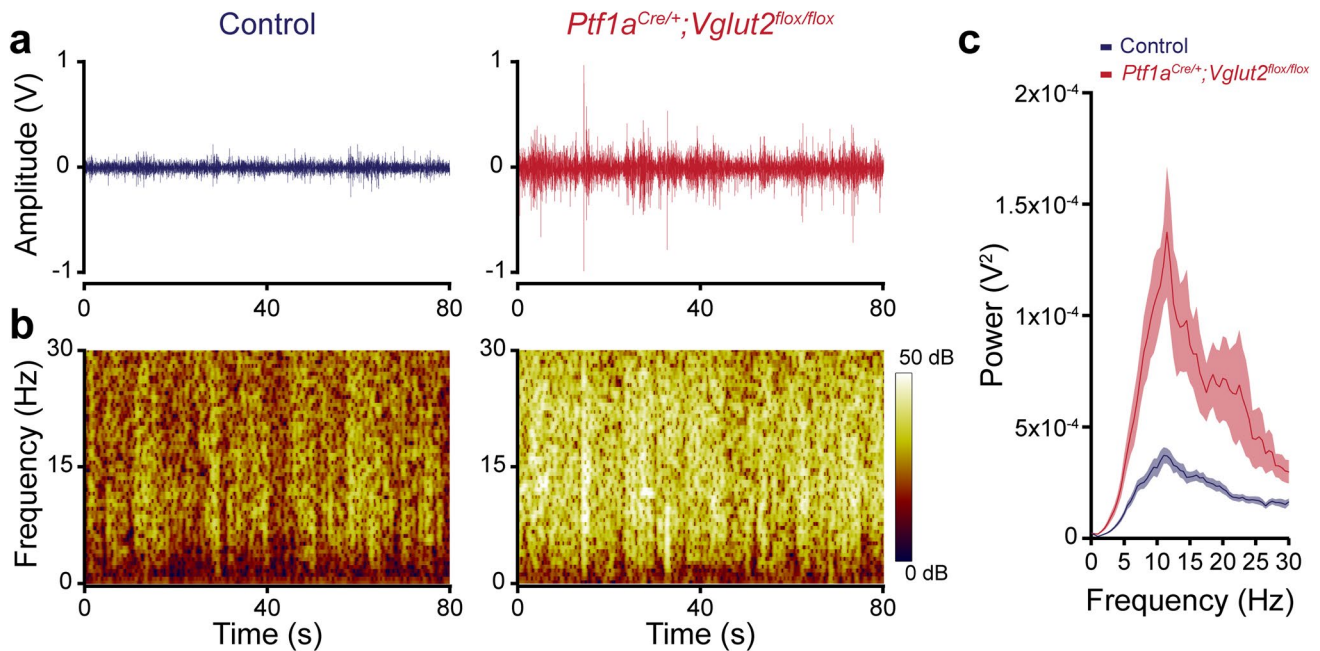 Control
Ptf1aCre/+;Vglut2flox/flox
a
Amplitude (V)
1
0
-1
0
40
80
1
0
-1
0
40
80
b
Frequency (Hz)
30
15
0
0
40
80
Time (s)
30
15
0
0
40
80
Time (s)
50 dB
0 dB
c
Control
Ptf1aCre/+;Vglut2flox/flox
Power (V²)
2x10⁻⁴
1.5x10⁻⁴
1x10⁻⁴
5x10⁻⁴
0
0 5 10 15 20 25 30
Frequency (Hz)